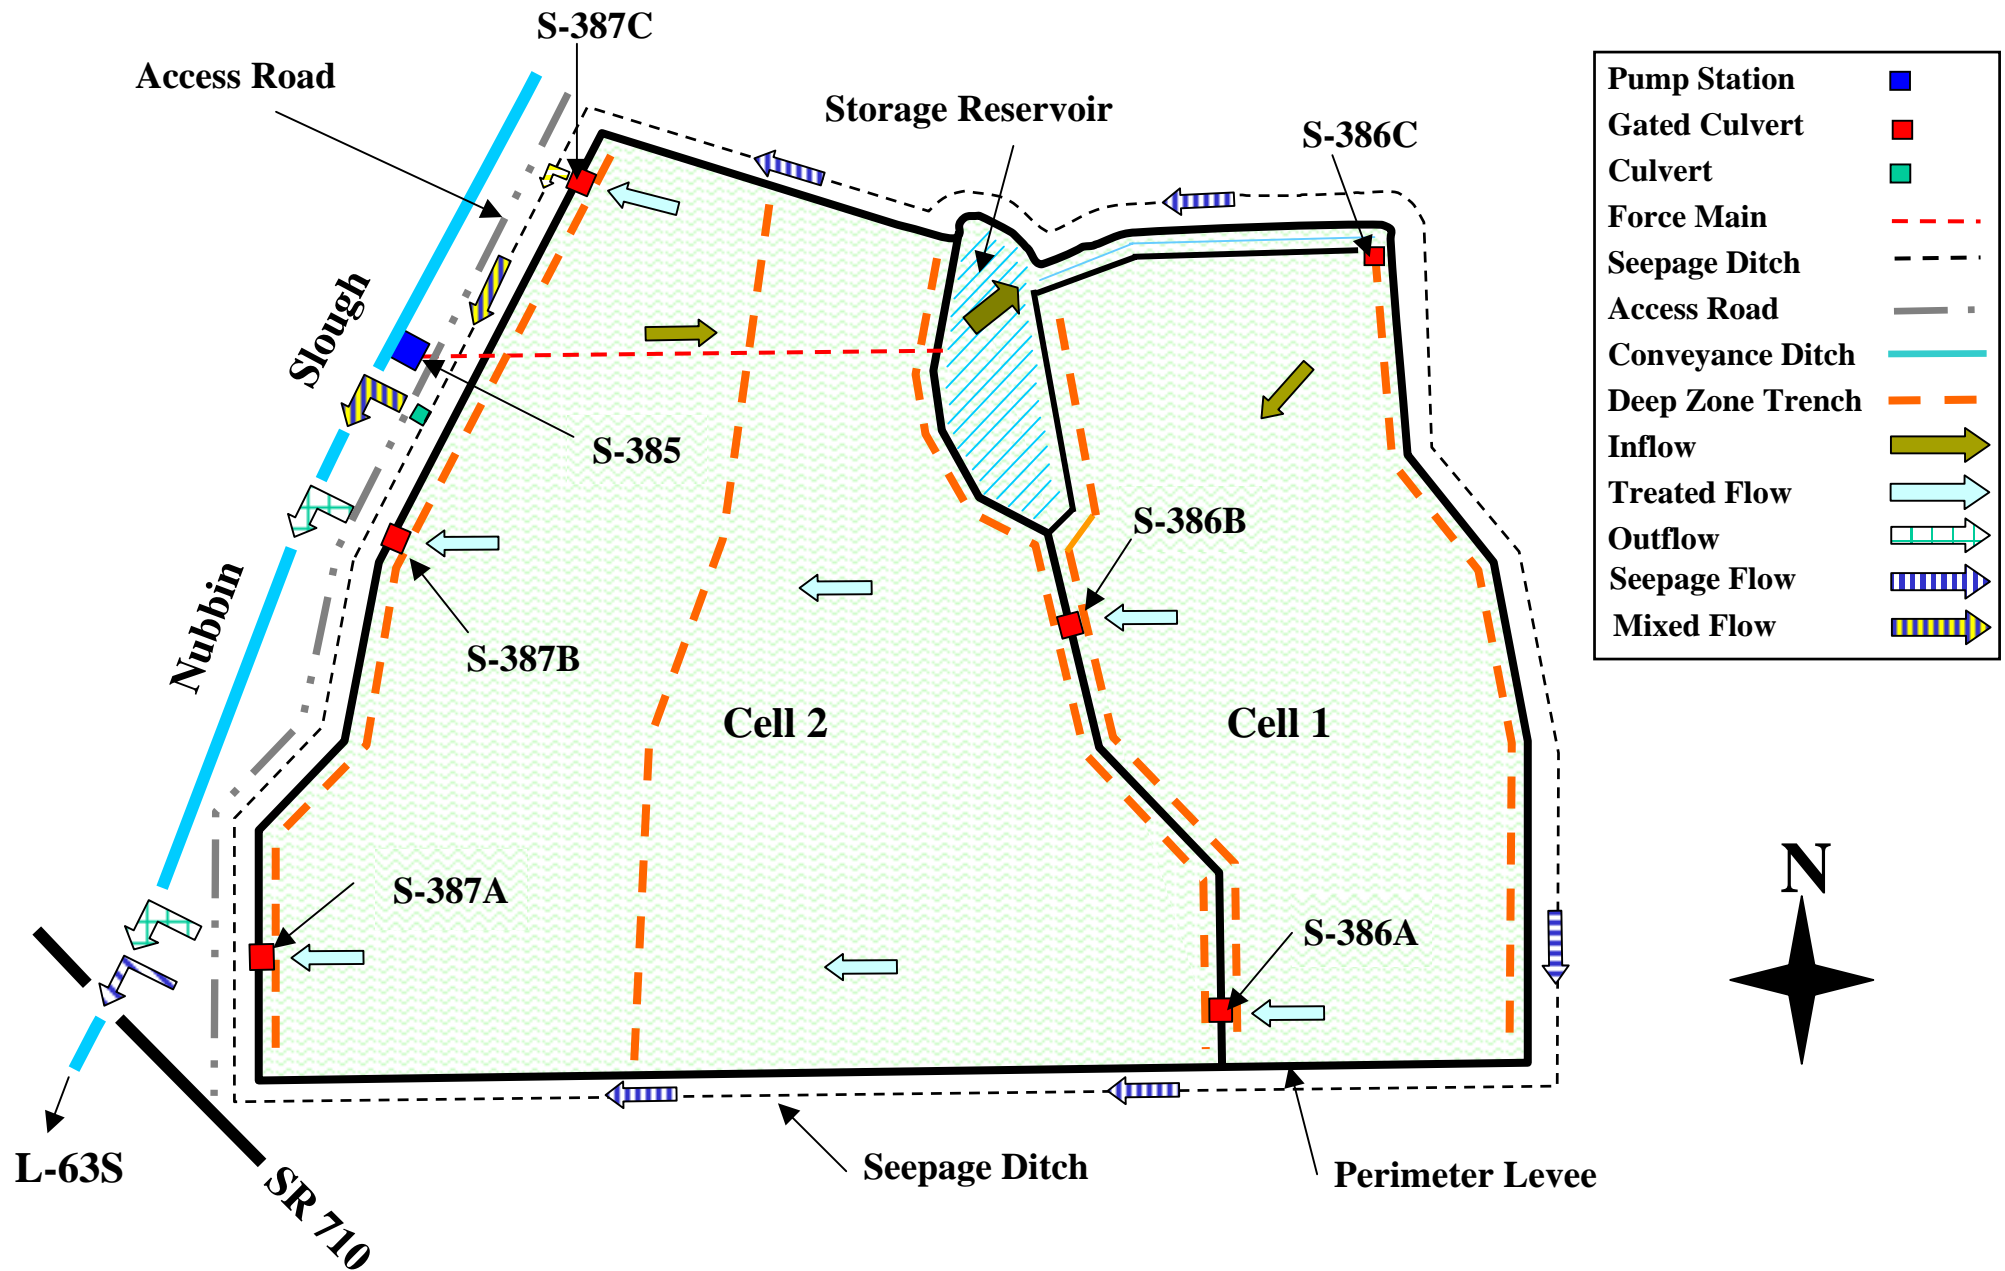 S-387C
Access Road
Storage Reservoir
S-386C
Slough
S-385
S-386B
Nubbin
S-387B
Cell 2
Cell 1
S-387A
S-386A
L-63S
SR 710
Seepage Ditch
Perimeter Levee
Pump Station
Gated Culvert
Culvert
Force Main
Seepage Ditch
Access Road
Conveyance Ditch
Deep Zone Trench
Inflow
Treated Flow
Outflow
Seepage Flow
Mixed Flow
N